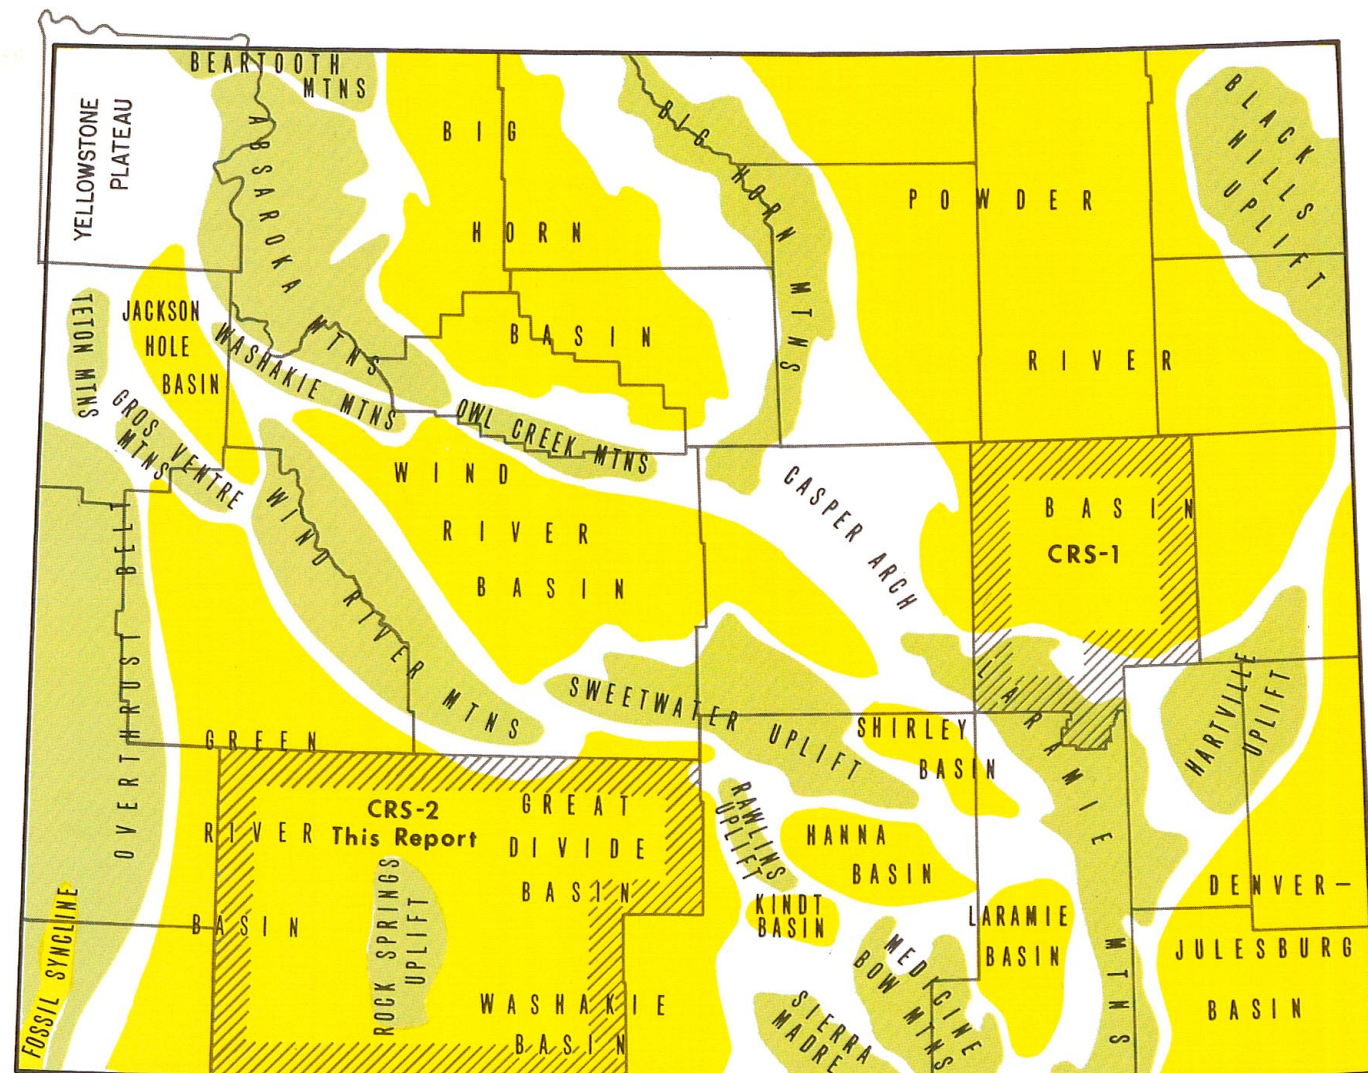 BEARTOOTH
MTNS
YELLOWSTONE
PLATEAU
ABSAROKA
MTNS
BIG
HORN
BASIN
BIG HORN MTNS
POWDER
RIVER
BASIN
CRS-1
BLACK
HILLS
UPLIFT
TETON MTNS
JACKSON
HOLE
BASIN
WASHAKIE MTNS
GROS VENTRE
MTNS
OWL CREEK MTNS
WIND
RIVER
BASIN
WIND RIVER MTNS
CASPER ARCH
OVERTHRUST BELT
SWEETWATER UPLIFT
SHIRLEY
BASIN
LARAMIE MTNS
HARTVILLE
UPLIFT
GREEN
RIVER
BASIN
CRS-2
This Report
GREAT
DIVIDE
BASIN
ROCK SPRINGS
UPLIFT
WASHAKIE
BASIN
RAWLINS
UPLIFT
HANNA
BASIN
KINDT
BASIN
LARAMIE
BASIN
MEDICINE
BOW MTNS
SIERRA
MADRE
DENVER-
JULESBURG
BASIN
FOSSIL SYNCLINE